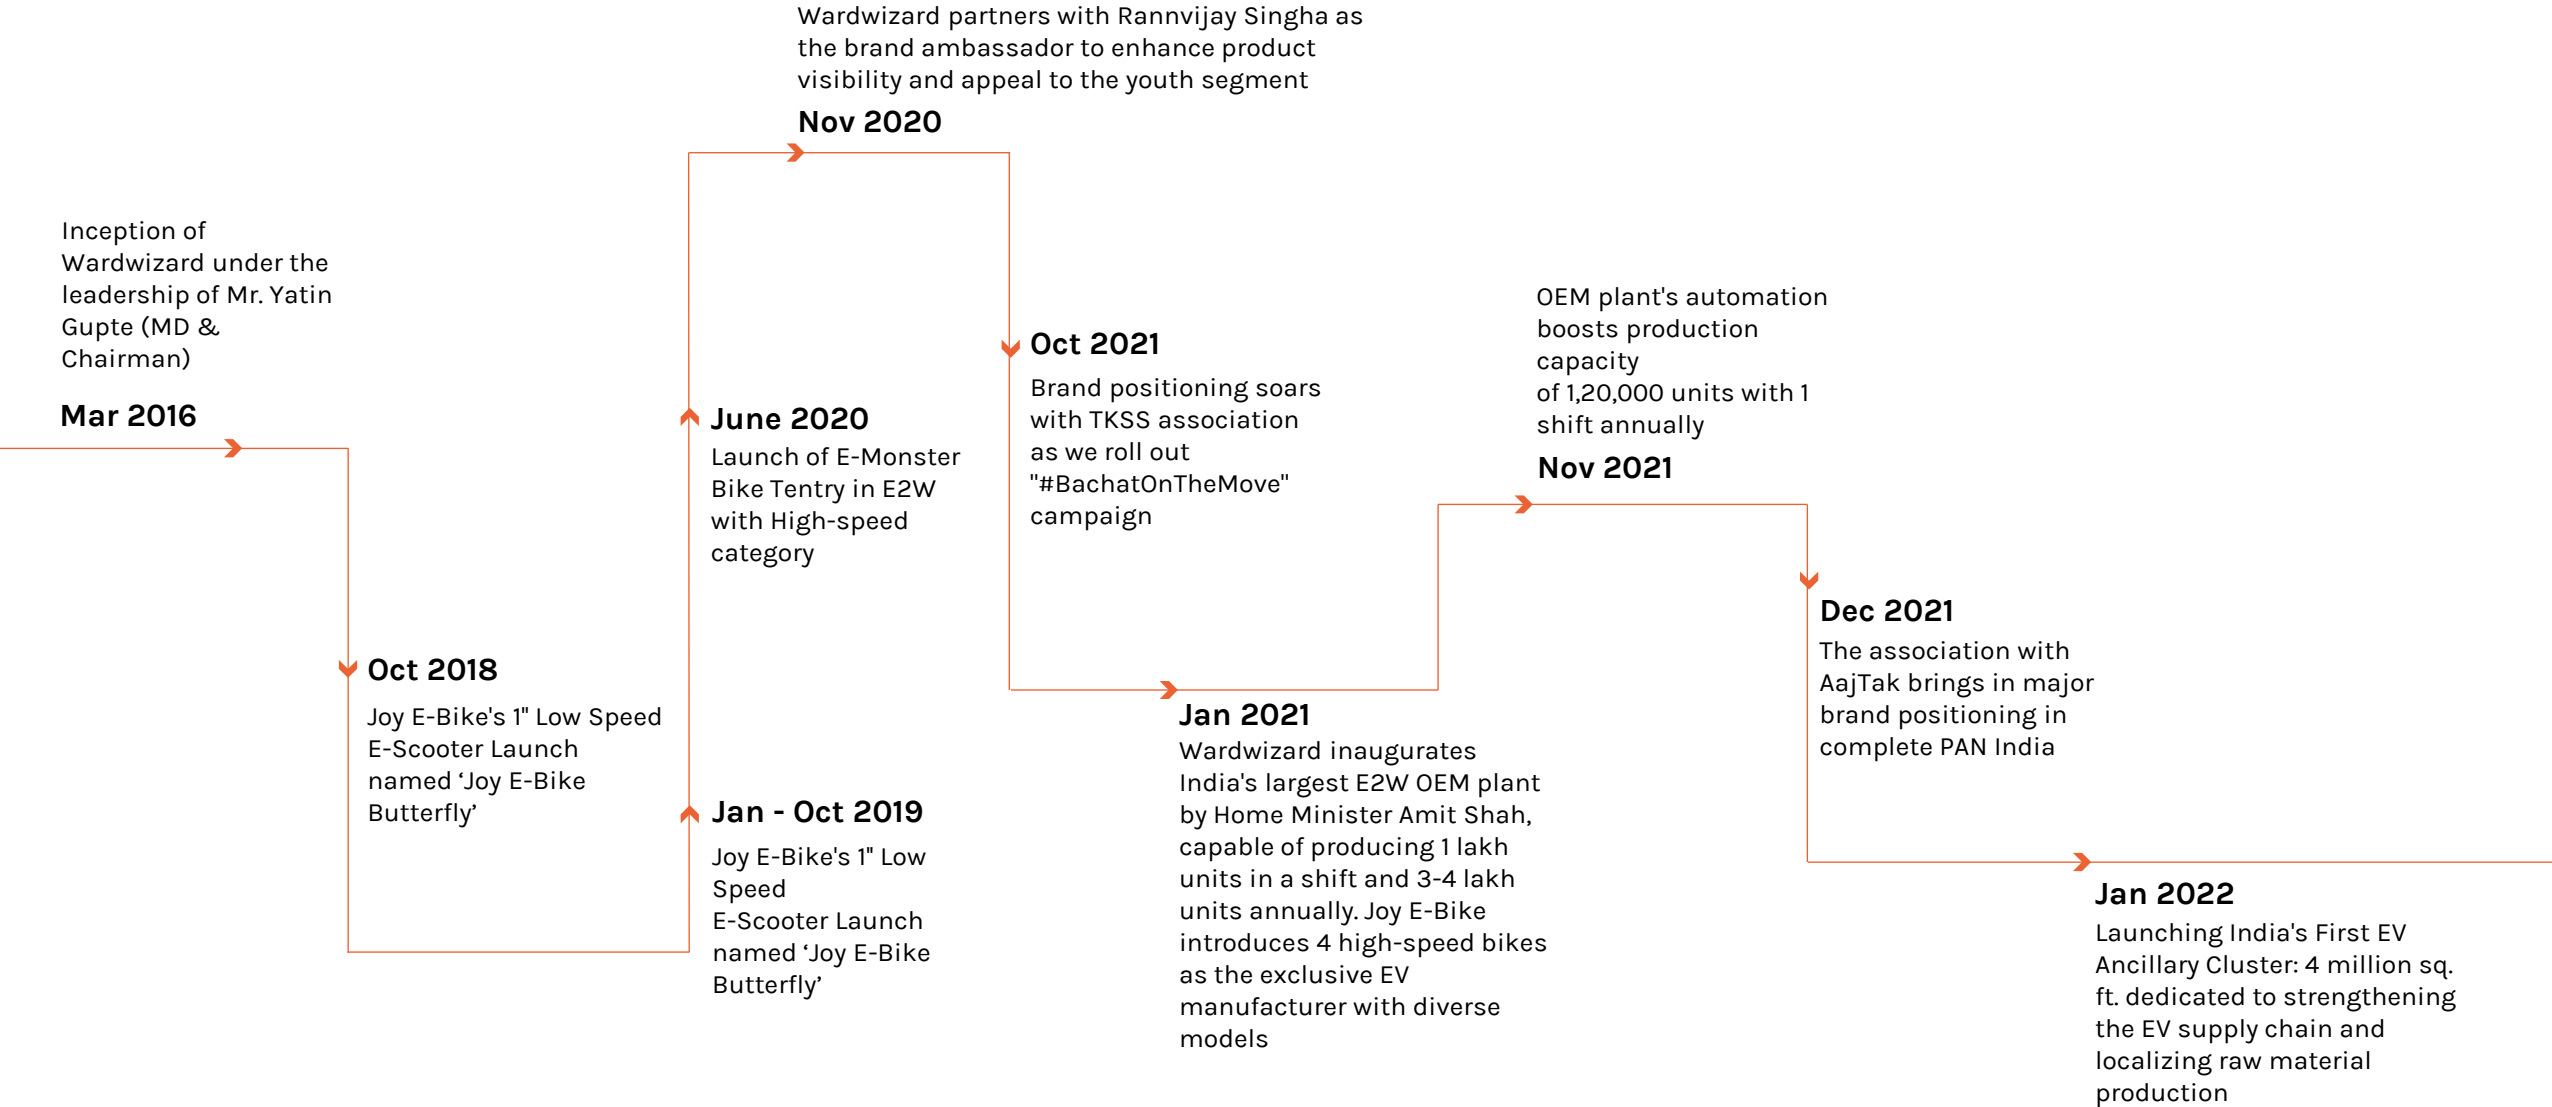 Wardwizard partners with Rannvijay Singha as
the brand ambassador to enhance product
visibility and appeal to the youth segment
Nov 2020
Inception of
Wardwizard under the
leadership of Mr. Yatin
Gupte (MD &
Chairman)
Mar 2016
Oct 2018
Joy E-Bike's 1" Low Speed
E-Scooter Launch
named ‘Joy E-Bike
Butterfly’
Jan - Oct 2019
Joy E-Bike's 1" Low
Speed
E-Scooter Launch
named ‘Joy E-Bike
Butterfly’
June 2020
Launch of E-Monster
Bike Tentry in E2W
with High-speed
category
Oct 2021
Brand positioning soars
with TKSS association
as we roll out
"#BachatOnTheMove"
campaign
Jan 2021
Wardwizard inaugurates
India's largest E2W OEM plant
by Home Minister Amit Shah,
capable of producing 1 lakh
units in a shift and 3-4 lakh
units annually. Joy E-Bike
introduces 4 high-speed bikes
as the exclusive EV
manufacturer with diverse
models
OEM plant's automation
boosts production
capacity
of 1,20,000 units with 1
shift annually
Nov 2021
Dec 2021
The association with
AajTak brings in major
brand positioning in
complete PAN India
Jan 2022
Launching India's First EV
Ancillary Cluster: 4 million sq.
ft. dedicated to strengthening
the EV supply chain and
localizing raw material
production